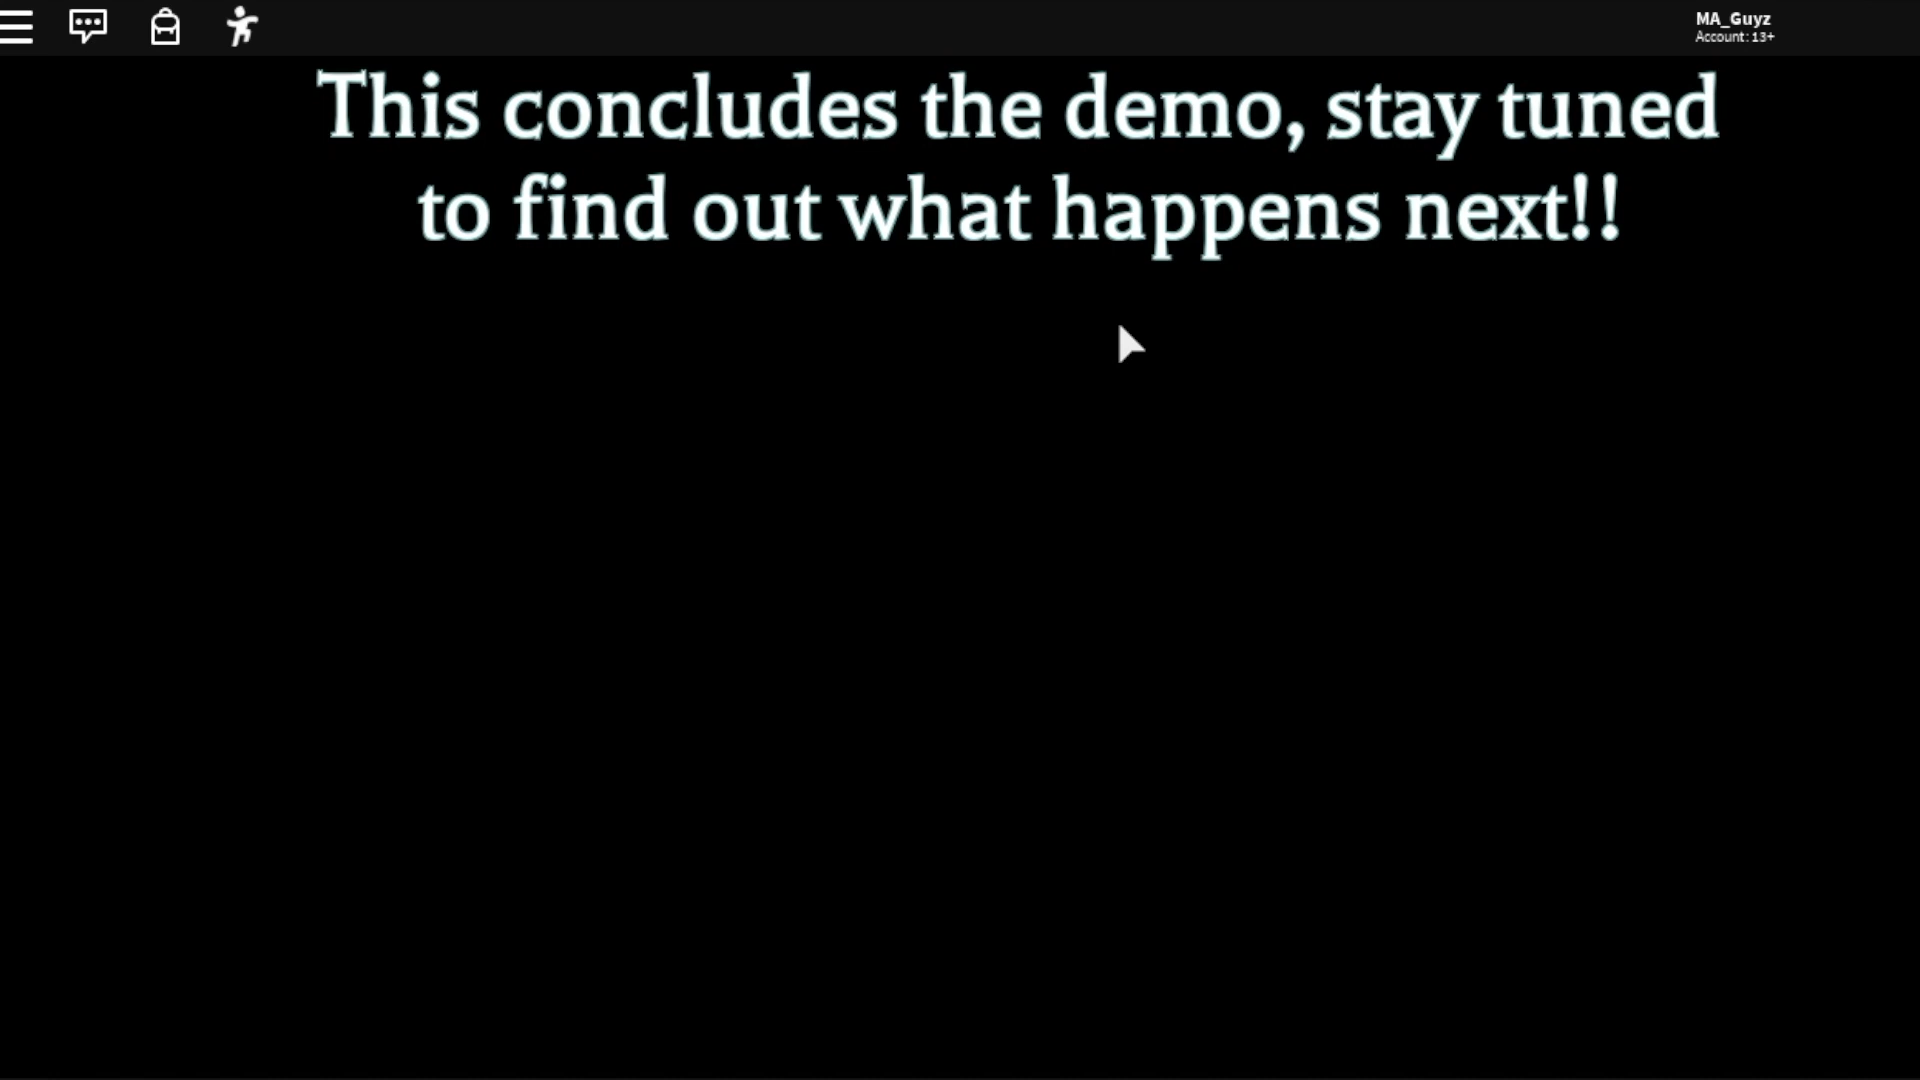 MA_Guyz
Account: 13+
This concludes the demo, stay tuned
to find out what happens next!!